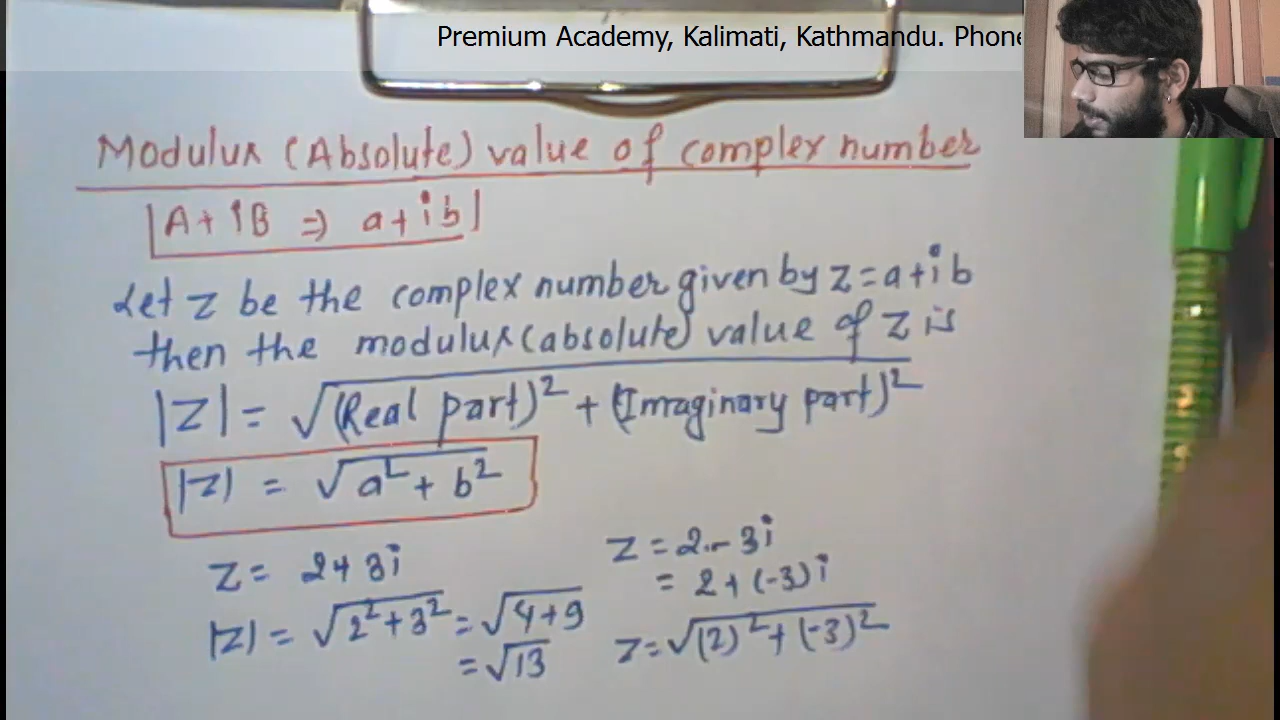 Premium Academy, Kalimati, Kathmandu. Phone
Modulus (Absolute) value of complex number
|A+iB => a+ib|
Let z be the complex number given by z=a+ib
then the modulus(absolute) value of z is
|Z| = √(Real part)² + (Imaginary part)²
|z| = √a² + b²
z = 2+3i
|z| = √2²+3² = √4+9
= √13
z = 2-3i
= 2+(-3)i
z=√(2)²+(-3)²